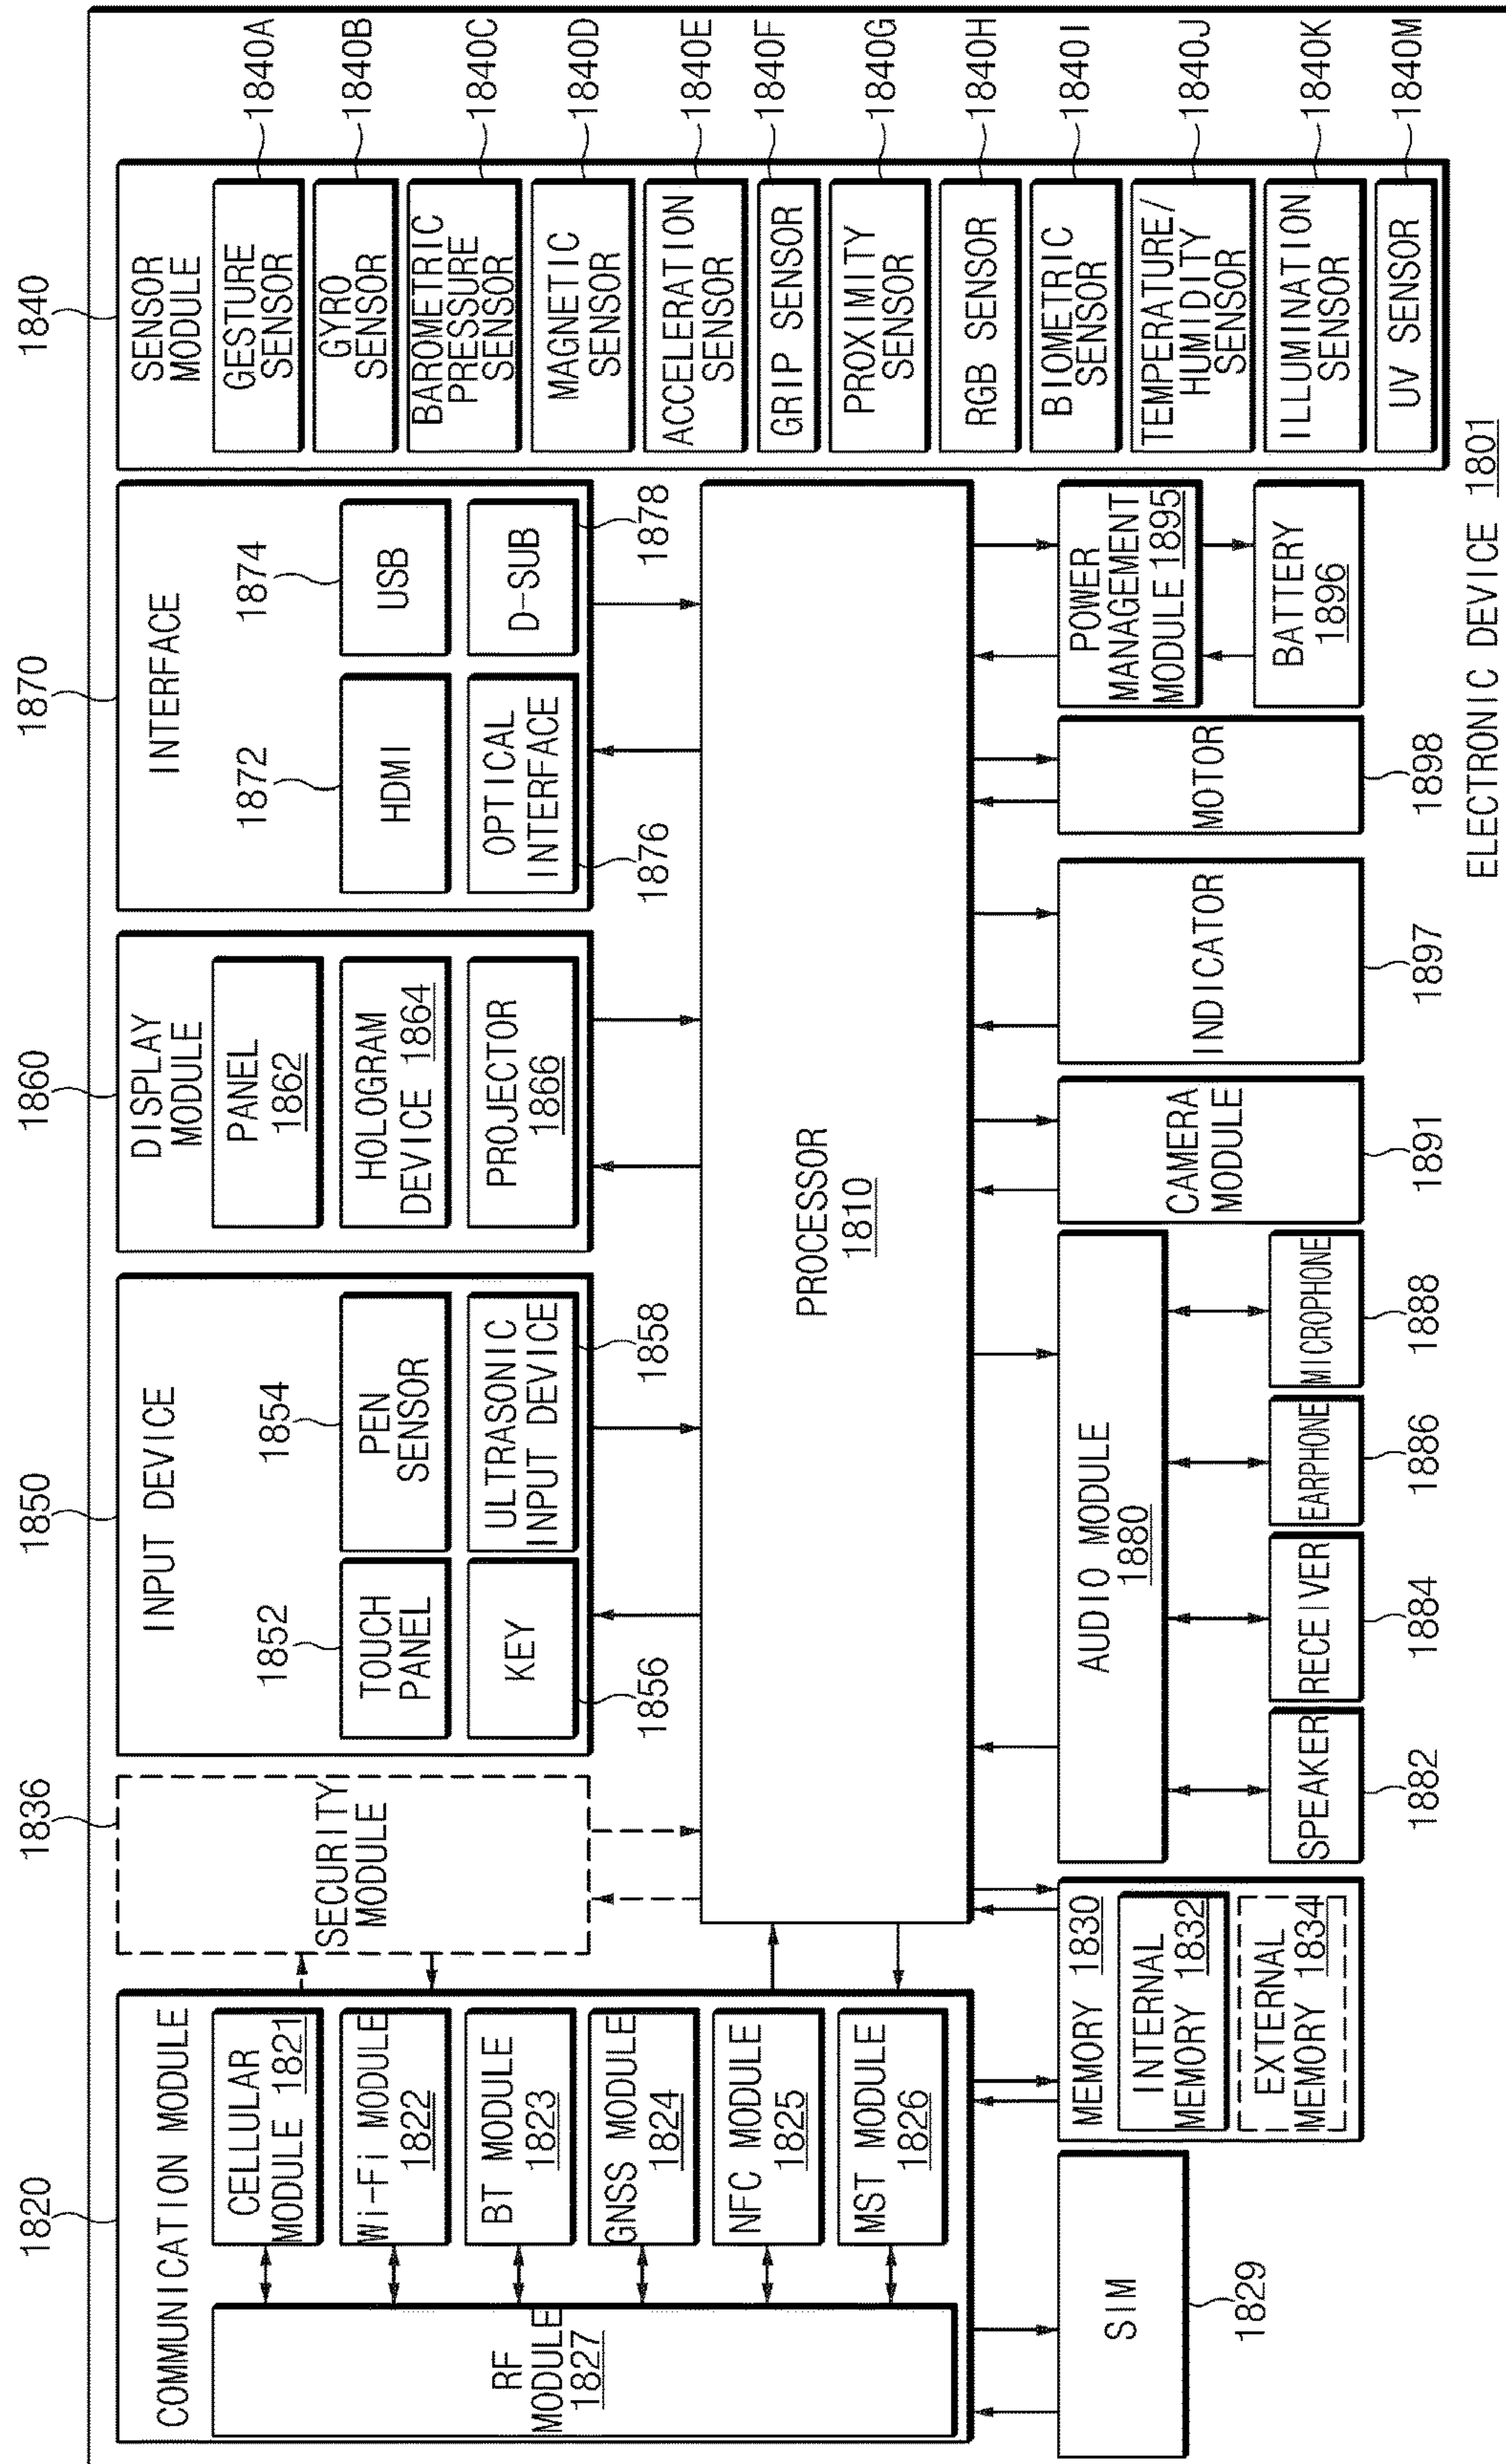 1820
COMMUNICATION MODULE
CELLULAR
MODULE 1821
Wi-Fi MODULE
1822
BT MODULE
1823
GNSS MODULE
1824
NFC MODULE
1825
MST MODULE
1826
RF
MODULE
1827
1836
SECURITY
MODULE
1850
INPUT DEVICE
1852
TOUCH
PANEL
1854
PEN
SENSOR
KEY
1856
ULTRASONIC
INPUT DEVICE
1858
1860
DISPLAY
MODULE
PANEL
1862
HOLOGRAM
DEVICE 1864
PROJECTOR
1866
1870
INTERFACE
1872
HDMI
1874
USB
OPTICAL
INTERFACE
1876
D-SUB
1878
1840
SENSOR
MODULE
GESTURE
SENSOR
1840A
GYRO
SENSOR
1840B
BAROMETRIC
PRESSURE
SENSOR
1840C
MAGNETIC
SENSOR
1840D
ACCELERATION
SENSOR
1840E
GRIP SENSOR
1840F
PROXIMITY
SENSOR
1840G
RGB SENSOR
1840H
BIOMETRIC
SENSOR
1840I
TEMPERATURE/
HUMIDITY
SENSOR
1840J
ILLUMINATION
SENSOR
1840K
UV SENSOR
1840M
PROCESSOR
1810
SIM
1829
MEMORY 1830
INTERNAL
MEMORY 1832
EXTERNAL
MEMORY 1834
AUDIO MODULE
1880
SPEAKER
1882
RECEIVER
1884
EARPHONE
1886
MICROPHONE
1888
CAMERA
MODULE
1891
INDICATOR
1897
MOTOR
1898
POWER
MANAGEMENT
MODULE 1895
BATTERY
1896
ELECTRONIC DEVICE 1801